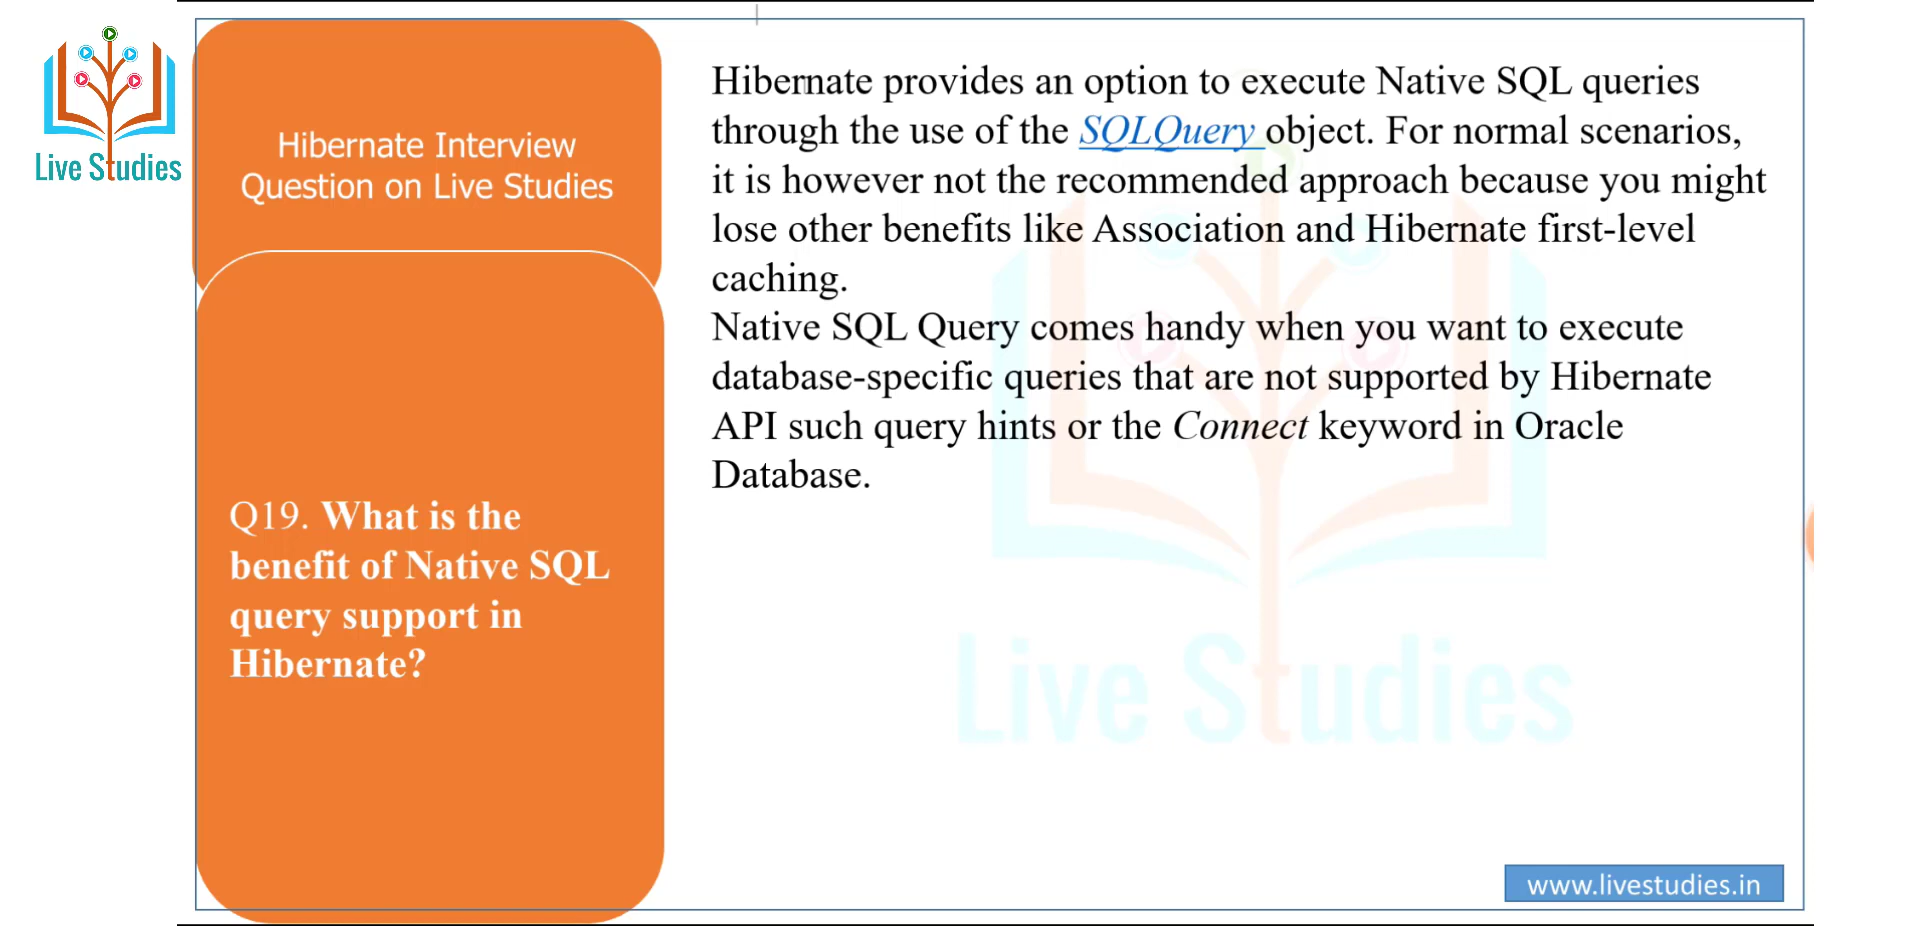 Live Studies
Hibernate Interview
Question on Live Studies
Q19. What is the
benefit of Native SQL
query support in
Hibernate?
Hibernate provides an option to execute Native SQL queries
through the use of the SQLQuery object. For normal scenarios,
it is however not the recommended approach because you might
lose other benefits like Association and Hibernate first-level
caching.
Native SQL Query comes handy when you want to execute
database-specific queries that are not supported by Hibernate
API such query hints or the Connect keyword in Oracle
Database.
Live Studies
www.livestudies.in